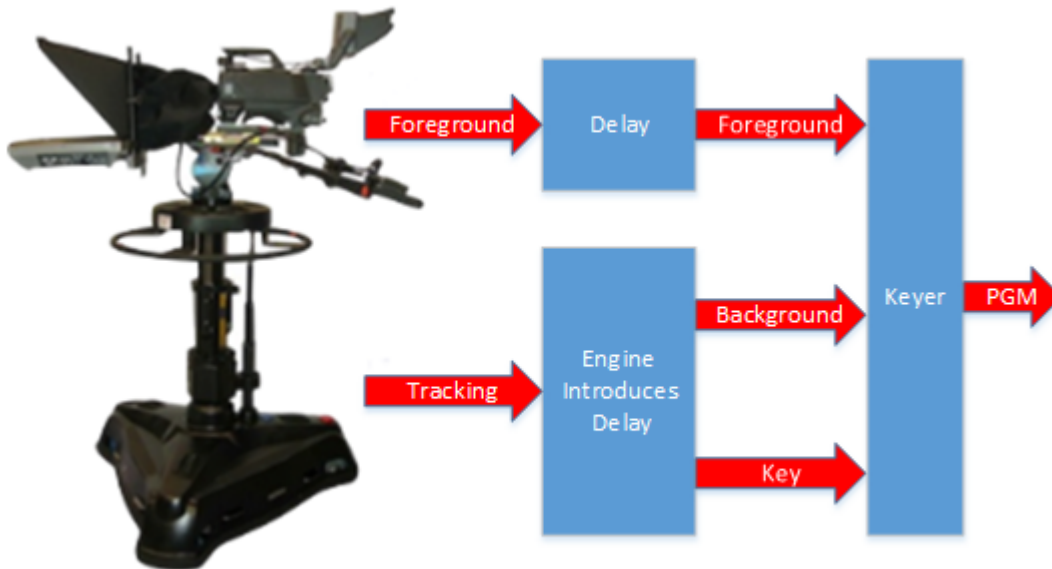 Foreground
Delay
Foreground
Background
Keyer
PGM
Tracking
Engine
Introduces
Delay
Key